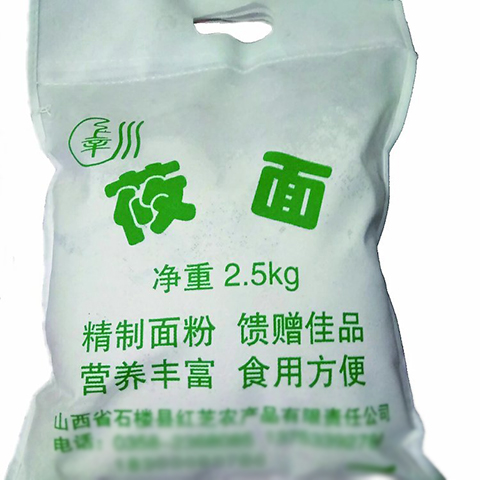 莜面
净重 2.5kg
精制面粉 馈赠佳品
营养丰富 食用方便
山西省石楼县红芝农产品有限责任公司
电话：